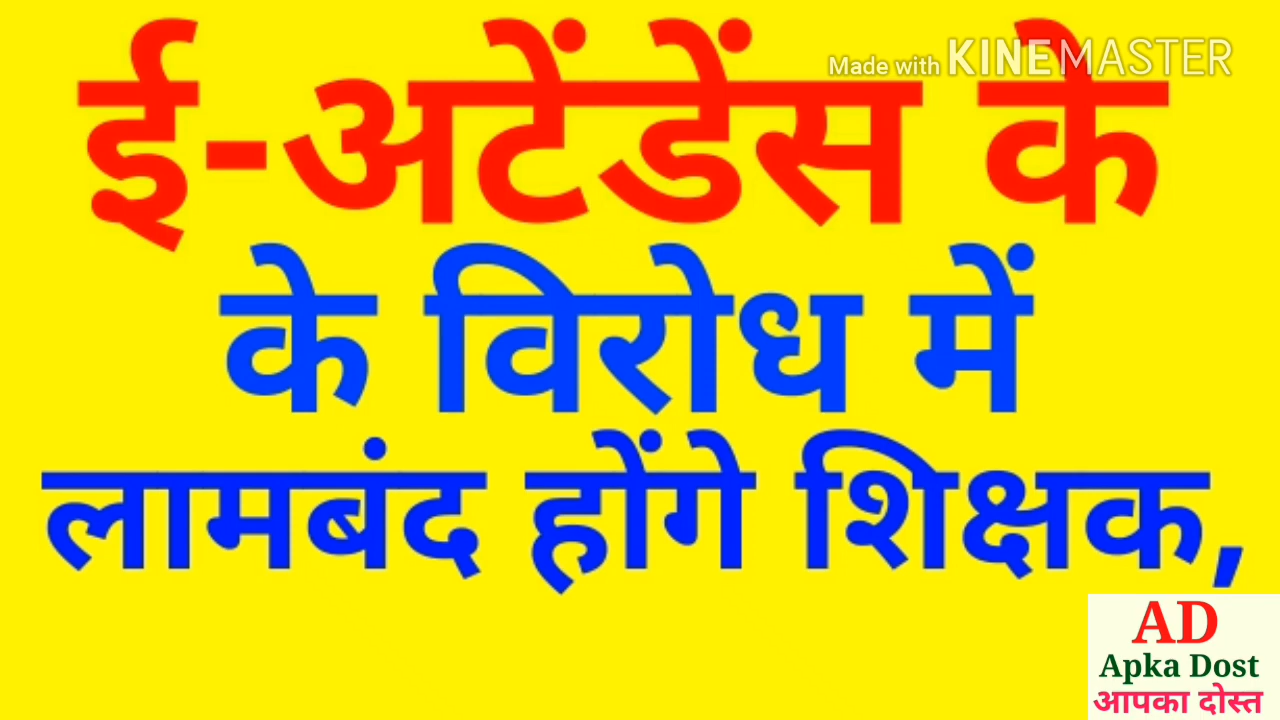 Made with KINEMASTER
ई-अटेंडेंस के
के विरोध में
लामबंद होंगे शिक्षक,
AD
Apka Dost
आपका दोस्त